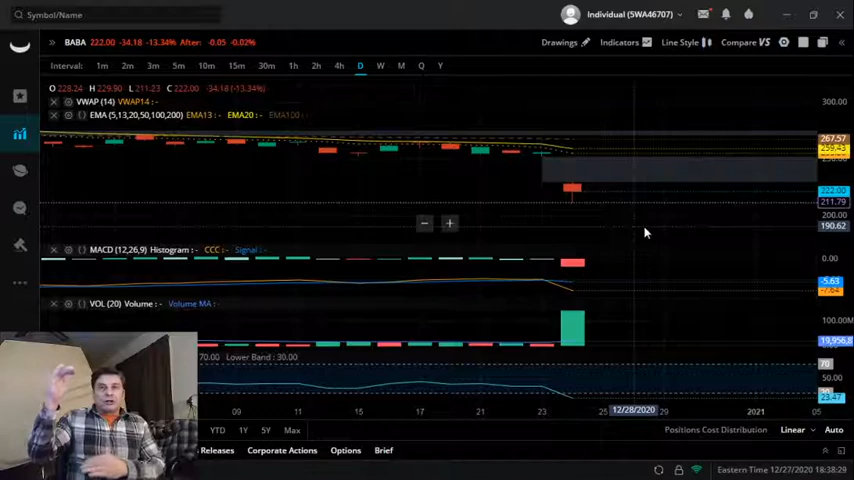 Symbol/Name
Individual (5WA46707)
BABA 222.00 -34.18 -13.34% After: -0.05 -0.02%
Drawings Indicators Line Style Compare VS
Interval: 1m 2m 3m 5m 10m 15m 30m 1h 2h 4h D W M Q Y
O 228.24 H 229.90 L 211.23 C 222.00 -34.18 (-13.34%)
VWAP (14) VWAP14 : -
EMA (5,13,20,50,100,200) EMA13 : - EMA20 : - EMA100 : -
300.00
267.57
259.43
222.00
211.79
200.00
190.62
MACD (12,26,9) Histogram : - CCC : - Signal : -
0.00
-5.63
VOL (20) Volume : - Volume MA : -
100.00M
19,956,8
70.00 Lower Band : 30.00
70
50.00
23.47
09 11 15 17 21 23 25 12/28/2020 29 2021 05
YTD 1Y 5Y Max
Positions Cost Distribution Linear Auto
Releases Corporate Actions Options Brief
Eastern Time 12/27/2020 18:38:29